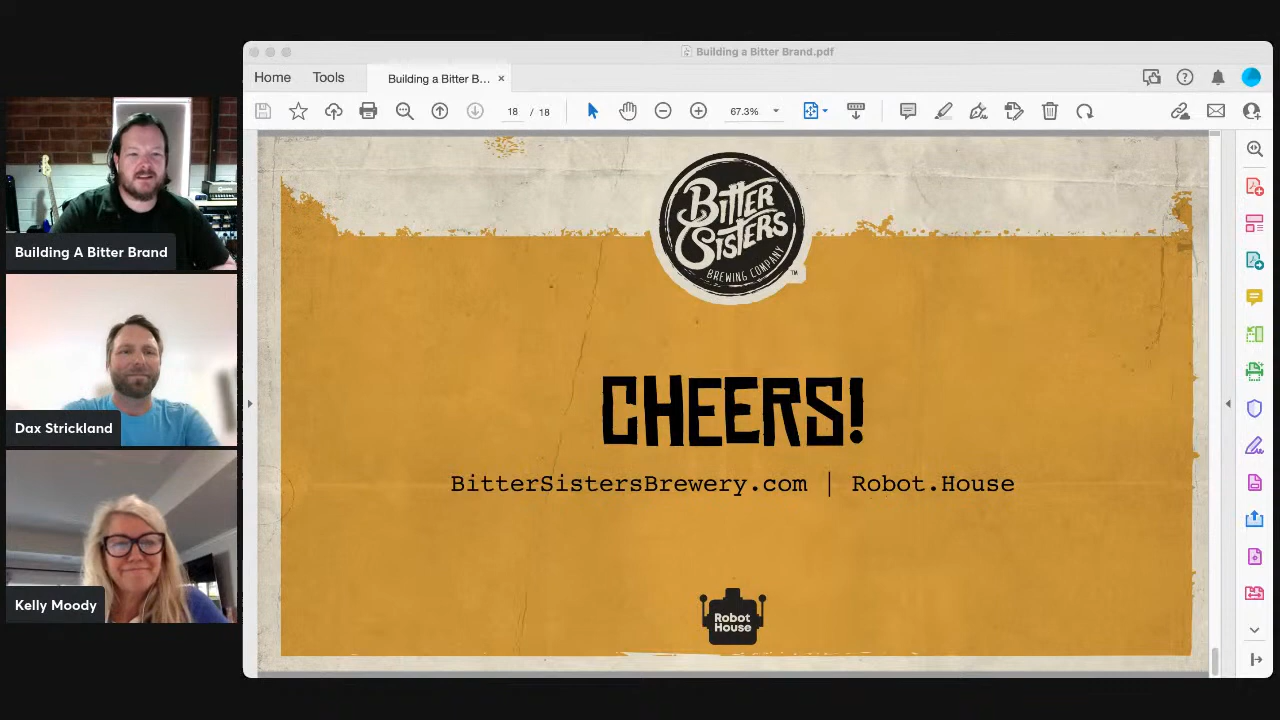 Building a Bitter Brand.pdf
Home
Tools
Building a Bitter B... ×
18 / 18
67.3%
Building A Bitter Brand
Dax Strickland
Kelly Moody
Bitter
Sisters
BREWING COMPANY
TM
CHEERS!
BitterSistersBrewery.com | Robot.House
Robot
House